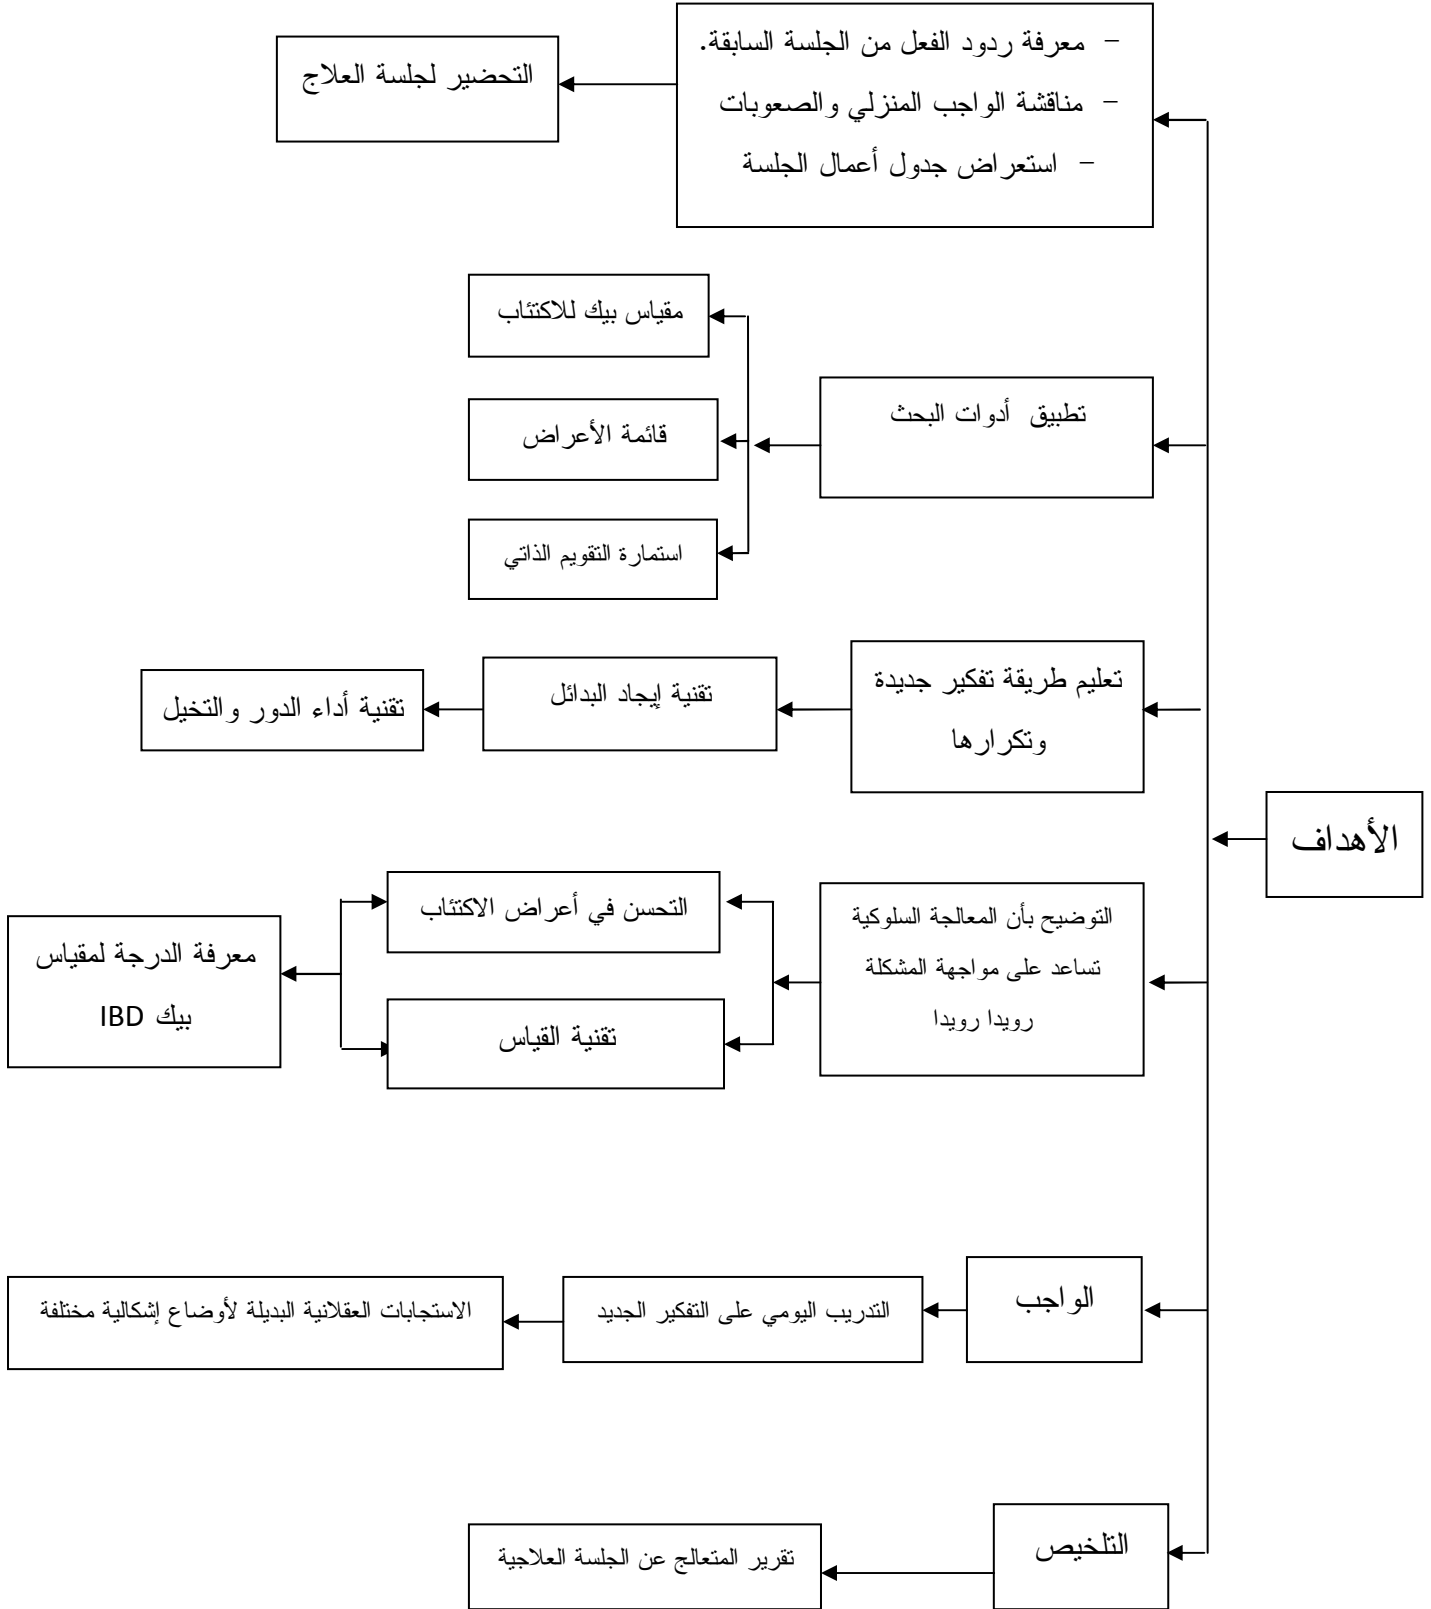 - معرفة ردود الفعل من الجلسة السابقة.
- مناقشة الواجب المنزلي والصعوبات
- استعراض جدول أعمال الجلسة
التحضير لجلسة العلاج
تطبيق أدوات البحث
مقياس بيك للاكتئاب
قائمة الأعراض
استمارة التقويم الذاتي
تعليم طريقة تفكير جديدة
وتكرارها
تقنية إيجاد البدائل
تقنية أداء الدور والتخيل
الأهداف
التوضيح بأن المعالجة السلوكية
تساعد على مواجهة المشكلة
رويدا رويدا
التحسن في أعراض الاكتئاب
تقنية القياس
معرفة الدرجة لمقياس
بيك IBD
الواجب
التدريب اليومي على التفكير الجديد
الاستجابات العقلانية البديلة لأوضاع إشكالية مختلفة
التلخيص
تقرير المتعالج عن الجلسة العلاجية